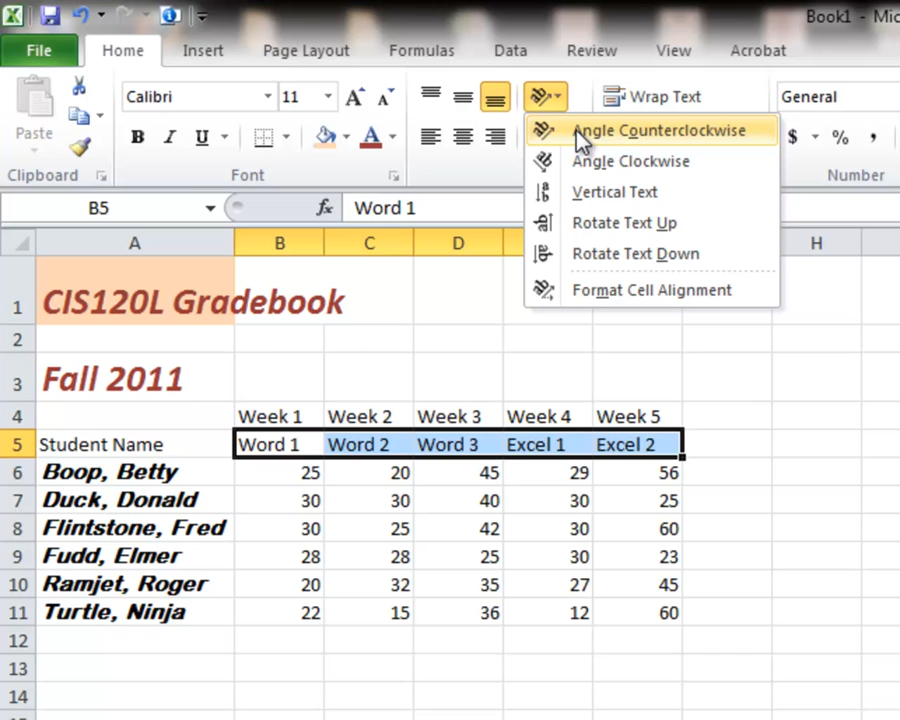 Book1 - Mic
File Home Insert Page Layout Formulas Data Review View Acrobat
Calibri 11 A A Wrap Text General
Paste B I U A $ % ,
Clipboard Font Number
Angle Counterclockwise
Angle Clockwise
Vertical Text
Rotate Text Up
Rotate Text Down
Format Cell Alignment
B5 fx Word 1
A B C D H
1 CIS120L Gradebook
2
3 Fall 2011
4 Week 1 Week 2 Week 3 Week 4 Week 5
5 Student Name Word 1 Word 2 Word 3 Excel 1 Excel 2
6 Boop, Betty 25 20 45 29 56
7 Duck, Donald 30 30 40 30 25
8 Flintstone, Fred 30 25 42 30 60
9 Fudd, Elmer 28 28 25 30 23
10 Ramjet, Roger 20 32 35 27 45
11 Turtle, Ninja 22 15 36 12 60
12
13
14